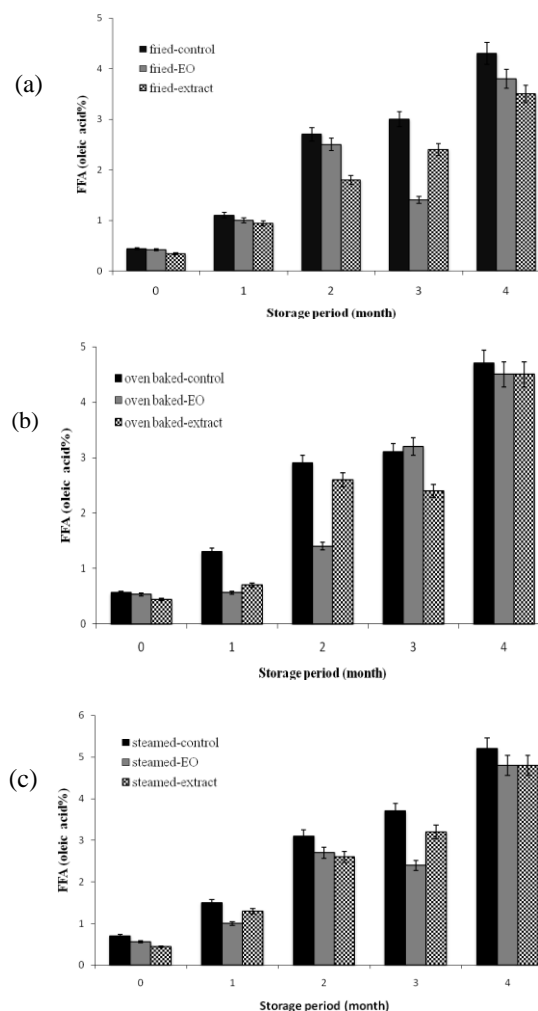 (a)
5
4
3
2
1
0
FFA (oleic acid%)
fried-control
fried-EO
fried-extract
0 1 2 3 4
Storage period (month)
(b)
5
4
3
2
1
0
FFA (oleic acid%)
oven baked-control
oven baked-EO
oven baked-extract
0 1 2 3 4
Storage period (month)
(c)
6
5
4
3
2
1
0
FFA (oleic acid%)
steamed-control
steamed-EO
steamed-extract
0 1 2 3 4
Storage period (month)